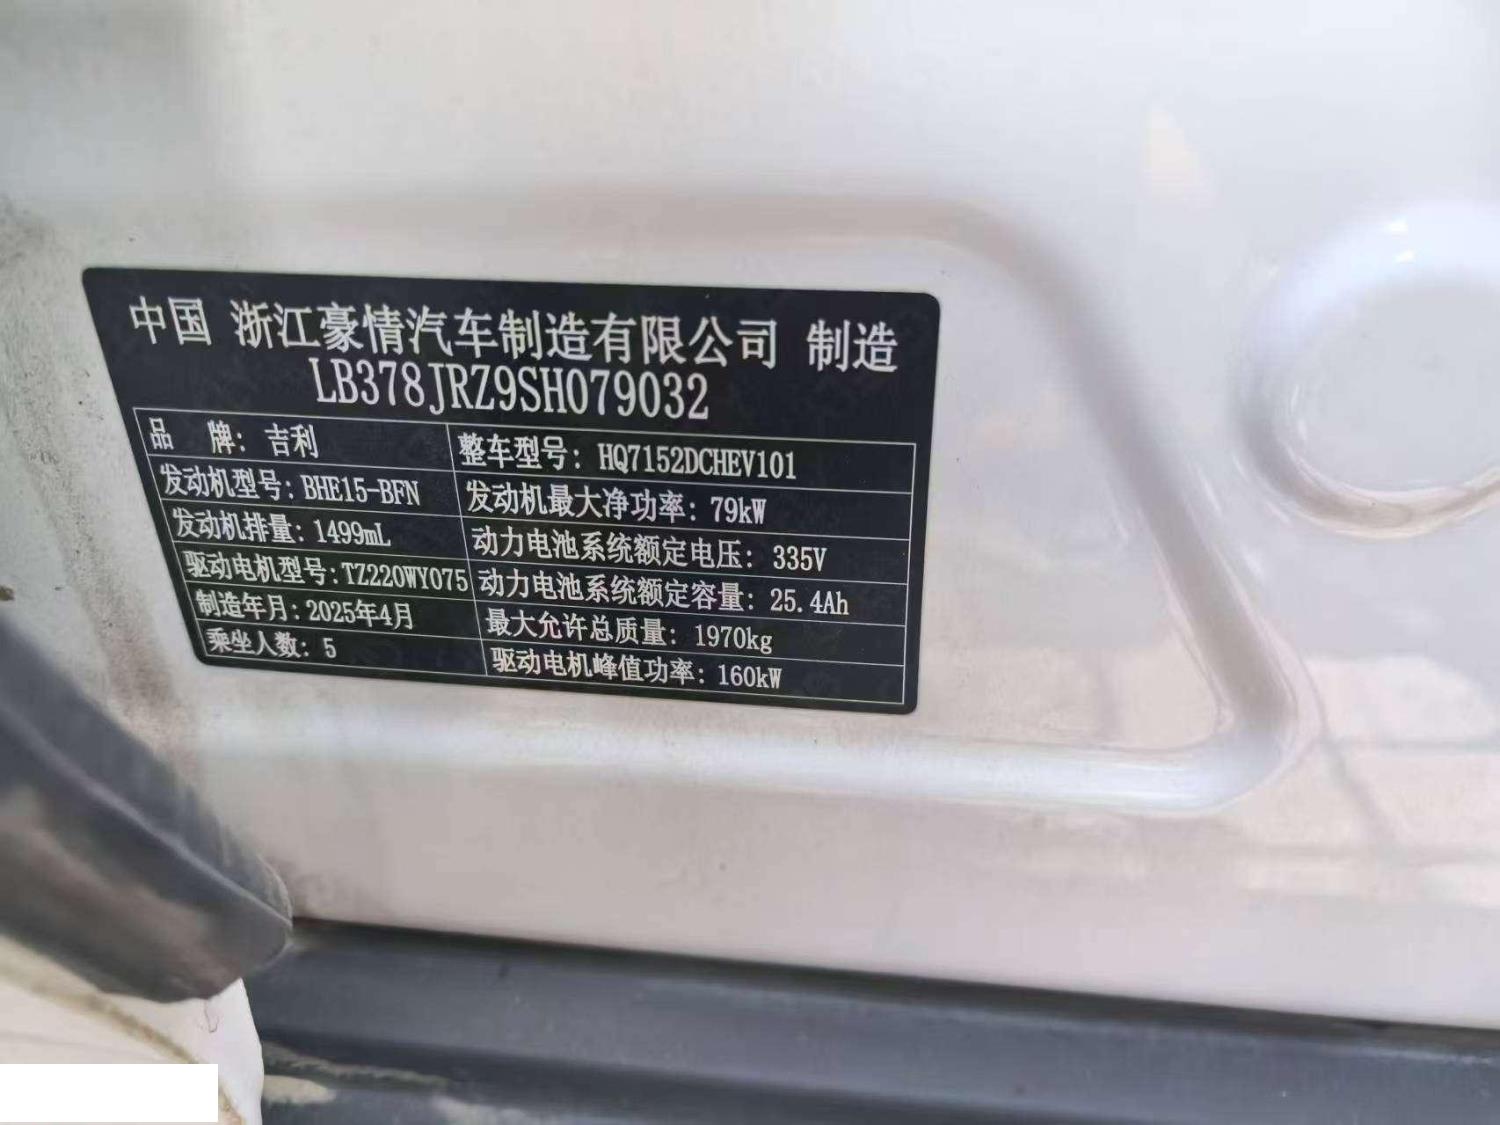 中国 浙江豪情汽车制造有限公司 制造
LB378JRZ9SH079032
品 牌: 吉利 整车型号: HQ7152DCHEV101
发动机型号: BHE15-BFN 发动机最大净功率: 79kW
发动机排量: 1499mL 动力电池系统额定电压: 335V
驱动电机型号: TZ220WY075 动力电池系统额定容量: 25.4Ah
制造年月: 2025年4月 最大允许总质量: 1970kg
乘坐人数: 5 驱动电机峰值功率: 160kW